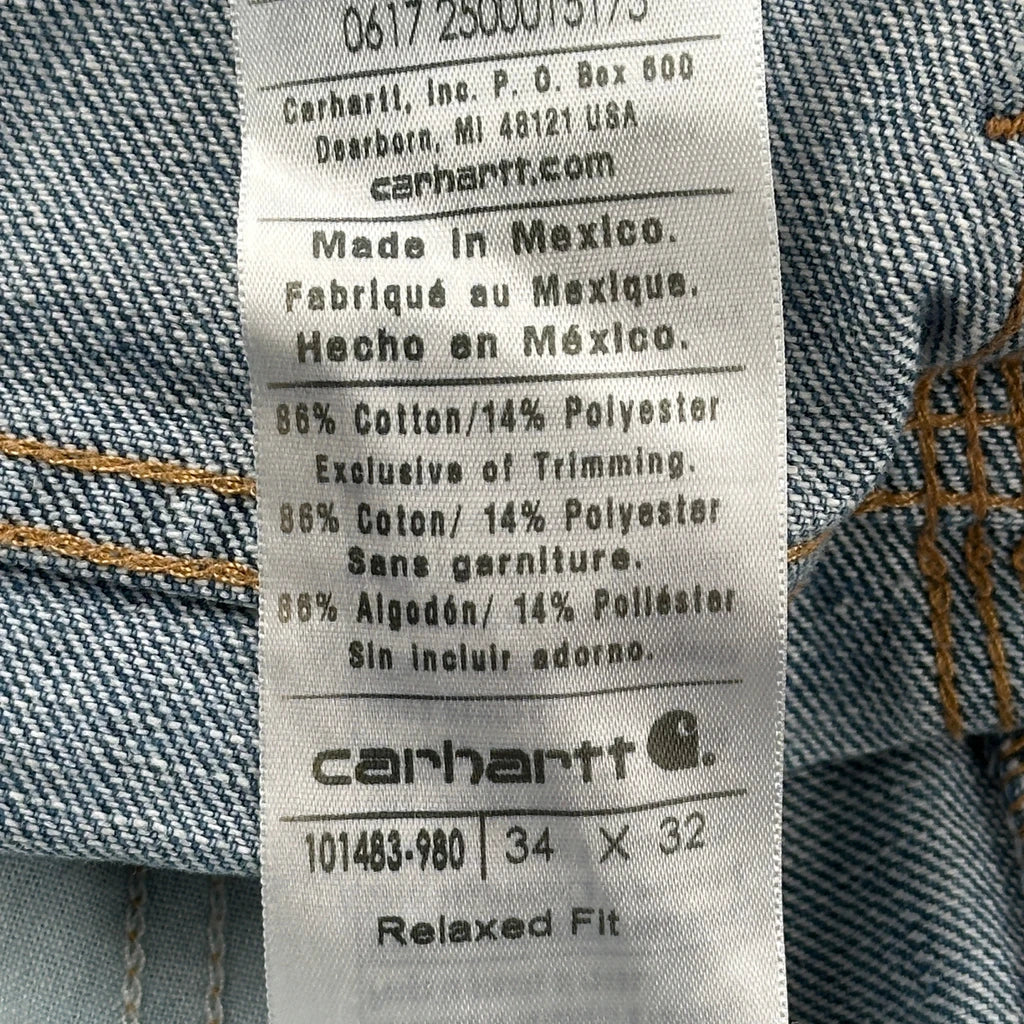 0617 2500015175
Carhartt, Inc. P. O. Box 600
Dearborn, MI 48121 USA
carhartt.com
Made in Mexico.
Fabriqué au Mexique.
Hecho en México.
86% Cotton/14% Polyester
Exclusive of Trimming.
86% Coton/ 14% Polyester
Sans garniture.
86% Algodón/ 14% Poliéster
Sin incluir adorno.
carhartt
101483-980 34 X 32
Relaxed Fit